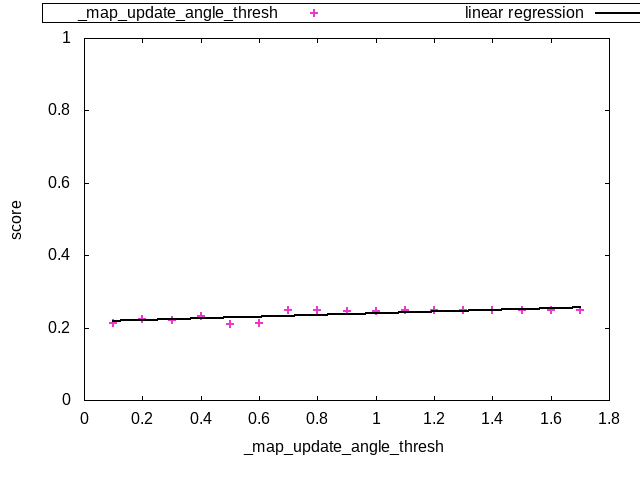 _map_update_angle_thresh linear regression
1
0.8
0.6
0.4
0.2
0
score
0 0.2 0.4 0.6 0.8 1 1.2 1.4 1.6 1.8
_map_update_angle_thresh